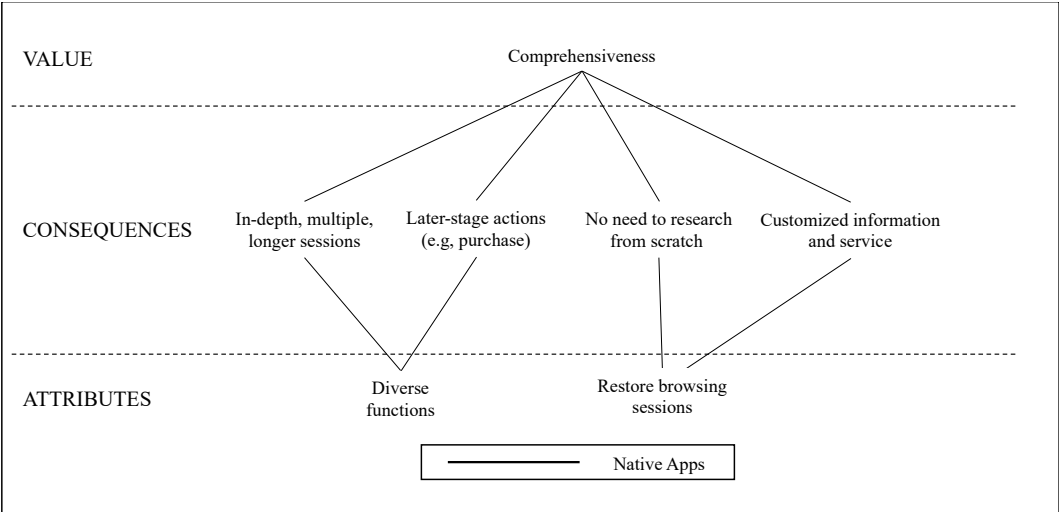 VALUE
Comprehensiveness
CONSEQUENCES
In-depth, multiple,
longer sessions
Later-stage actions
(e.g, purchase)
No need to research
from scratch
Customized information
and service
ATTRIBUTES
Diverse
functions
Restore browsing
sessions
Native Apps